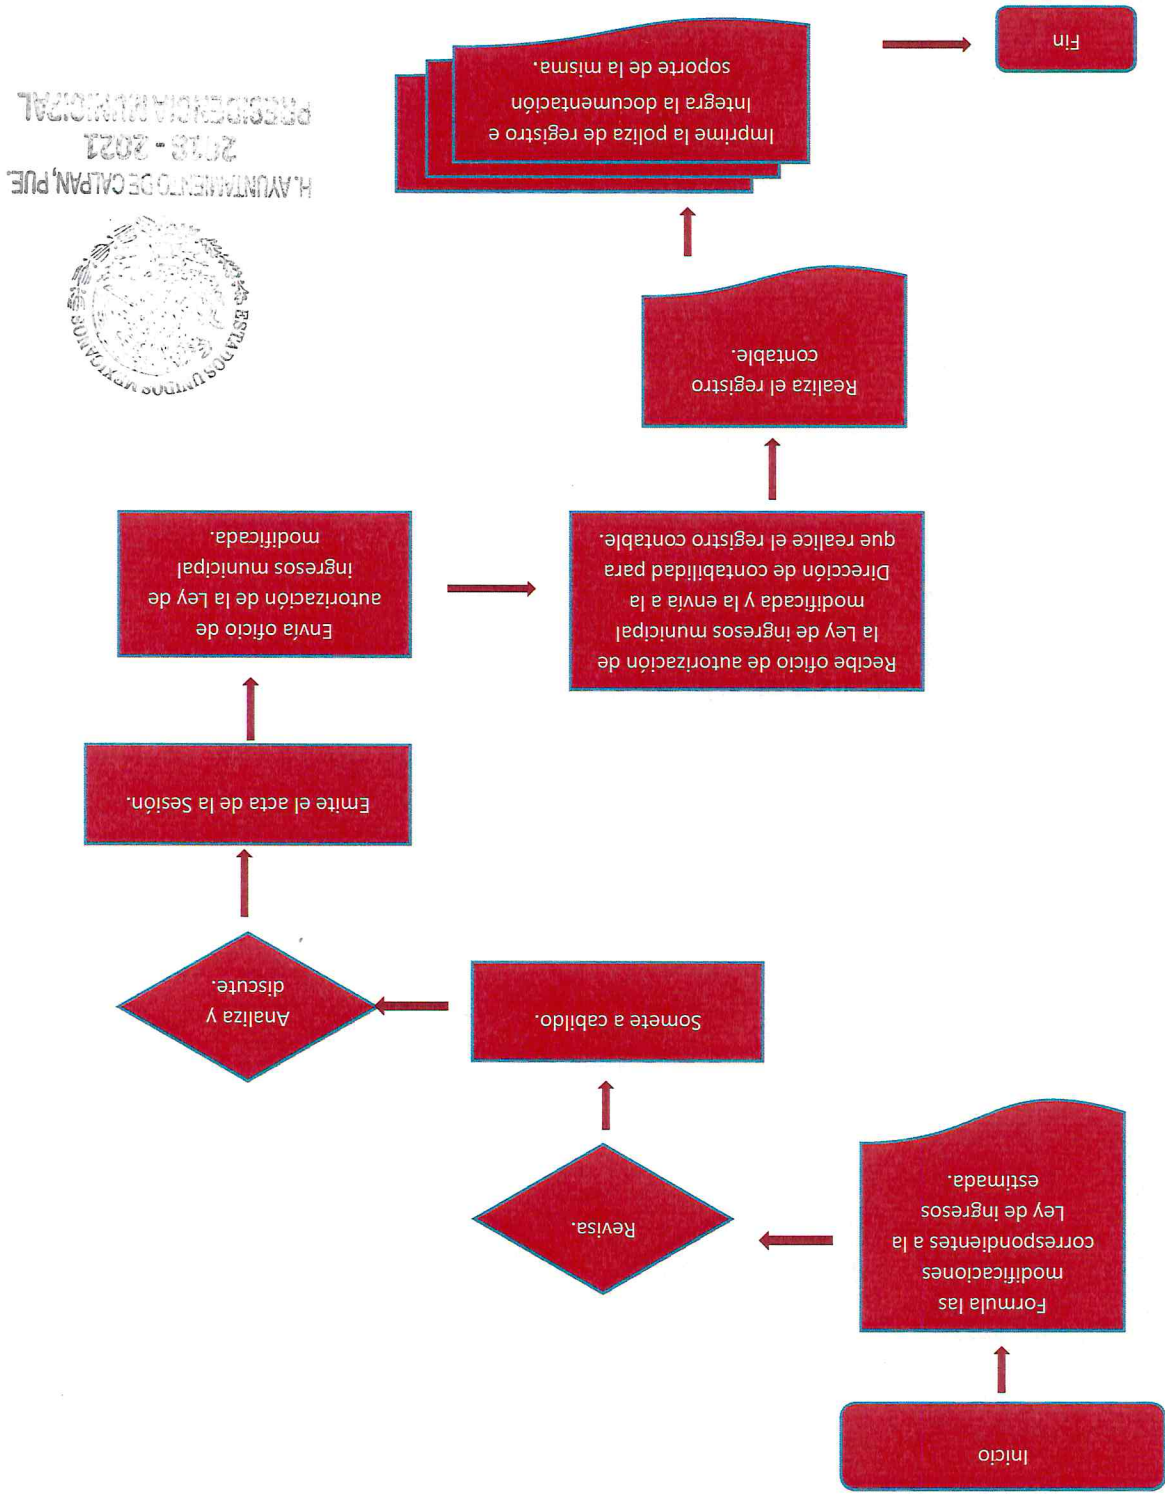 Inicio
Formula las
modificaciones
correspondientes a la
Ley de ingresos
estimada.
Revisa.
Somete a cabildo.
Analiza y
discute.
Emite el acta de la Sesión.
Envía oficio de
autorización de la Ley de
ingresos municipal
modificada.
Recibe oficio de autorización de
la Ley de ingresos municipal
modificada y la envía a la
Dirección de contabilidad para
que realice el registro contable.
Realiza el registro
contable.
Imprime la poliza de registro e
Integra la documentación
soporte de la misma.
Fin
ESTADOS UNIDOS MEXICANOS
H. AYUNTAMIENTO DE CALPAN, PUE.
2018 - 2021
PRESIDENCIA MUNICIPAL